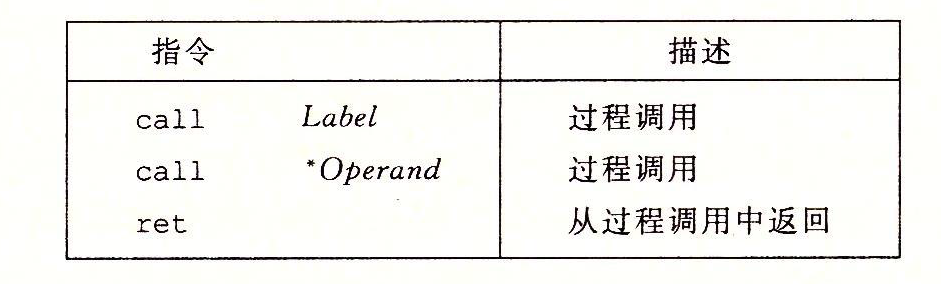 指令 描述
call Label 过程调用
call *Operand 过程调用
ret 从过程调用中返回